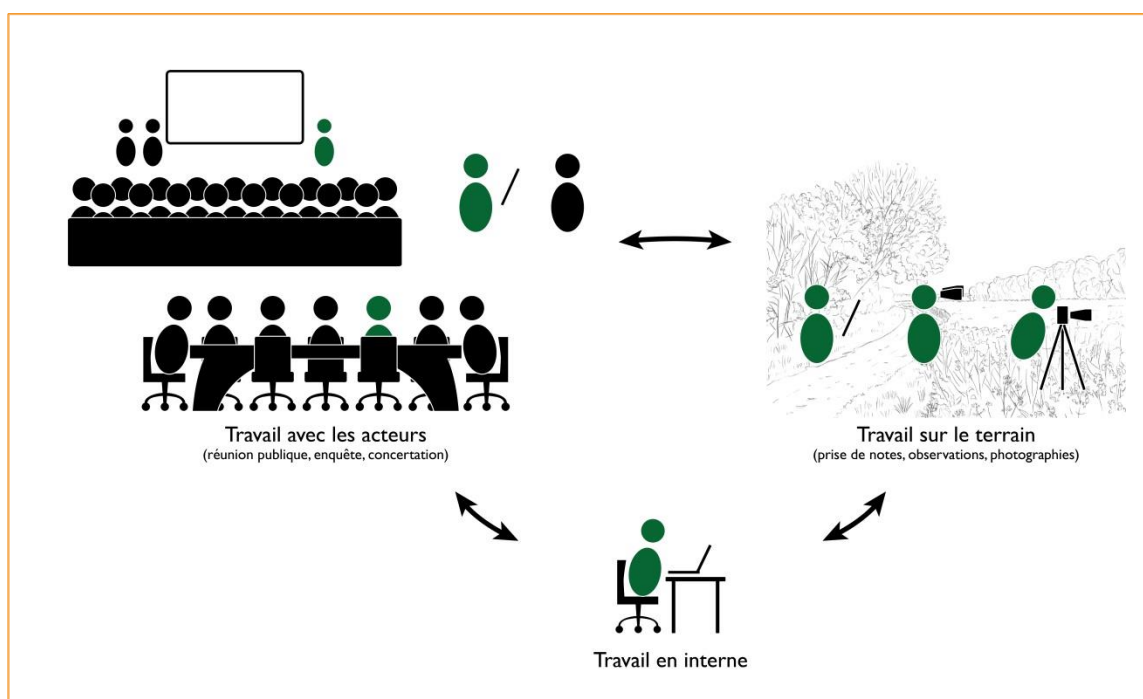 Travail avec les acteurs
(réunion publique, enquête, concertation)
Travail sur le terrain
(prise de notes, observations, photographies)
Travail en interne